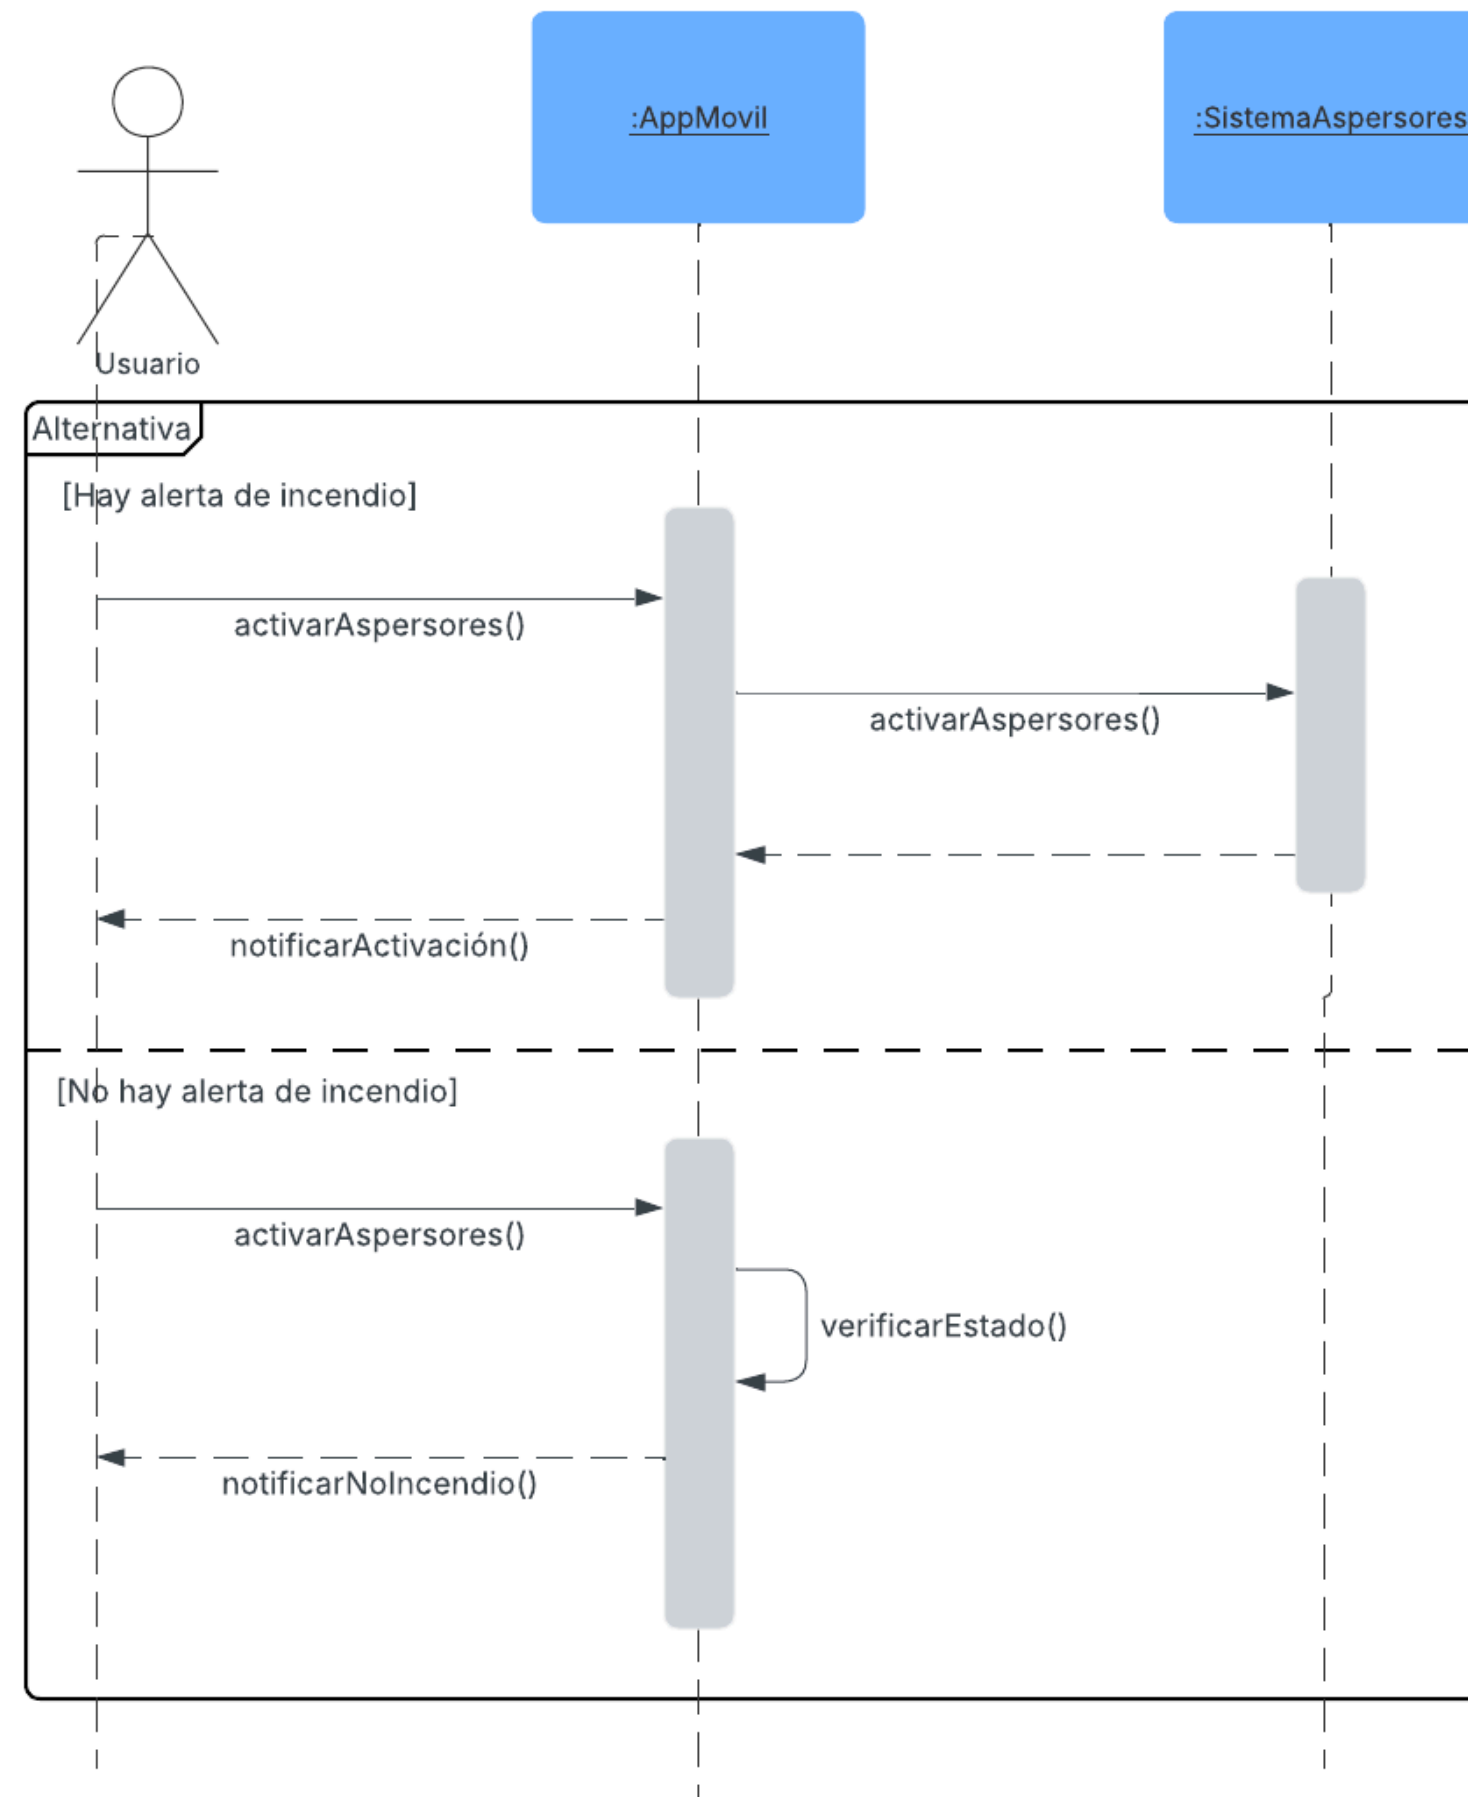 :AppMovil
:SistemaAspersores
Usuario
Alternativa
[Hay alerta de incendio]
activarAspersores()
activarAspersores()
notificarActivación()
[No hay alerta de incendio]
activarAspersores()
verificarEstado()
notificarNoIncendio()